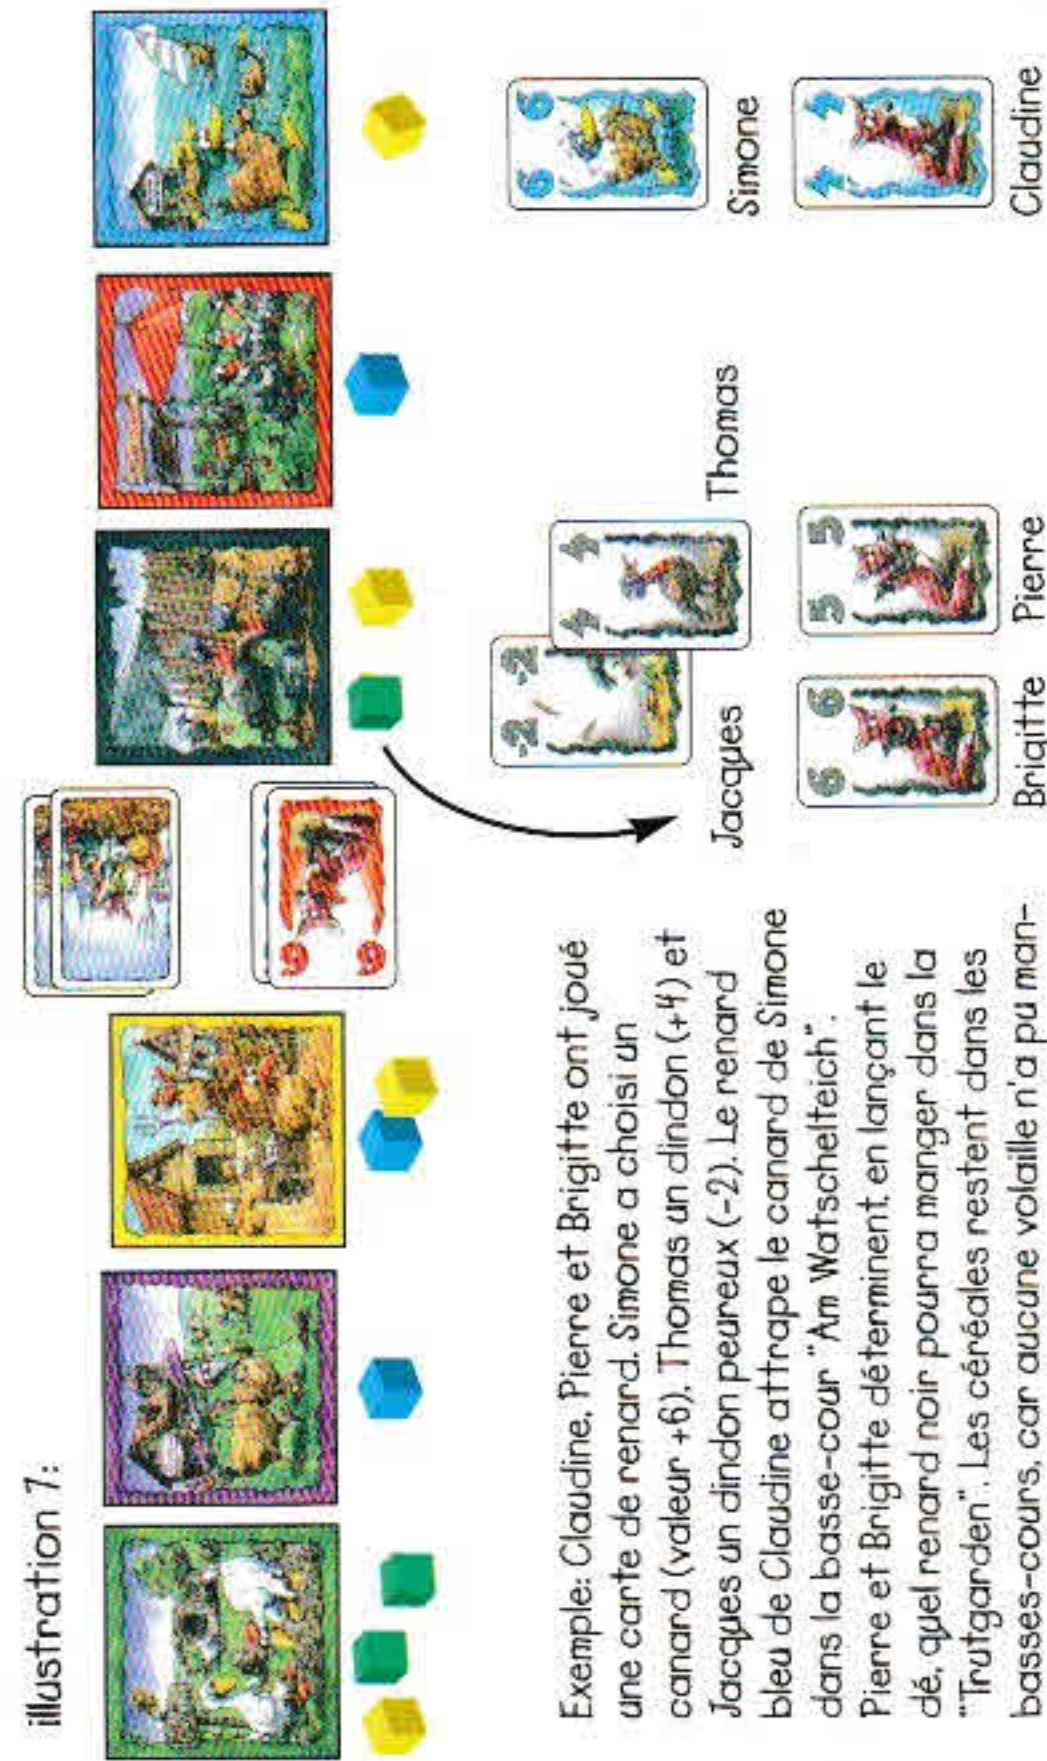 illustration 7:
6 6
Simone
4 4
Claudine
-2 -2
4 4
Jacques
Thomas
6 6
Brigitte
5 5
Pierre
6 6
Exemple: Claudine, Pierre et Brigitte ont joué
une carte de renard. Simone a choisi un
canard (valeur +6), Thomas un dindon (+4) et
Jacques un dindon peureux (-2). Le renard
bleu de Claudine attrape le canard de Simone
dans la basse-cour "Am Watschelteich".
Pierre et Brigitte déterminent, en lançant le
dé, quel renard noir pourra manger dans la
"Trutgarden". Les céréales restent dans les
basses-cours, car aucune volaille n'a pu man-